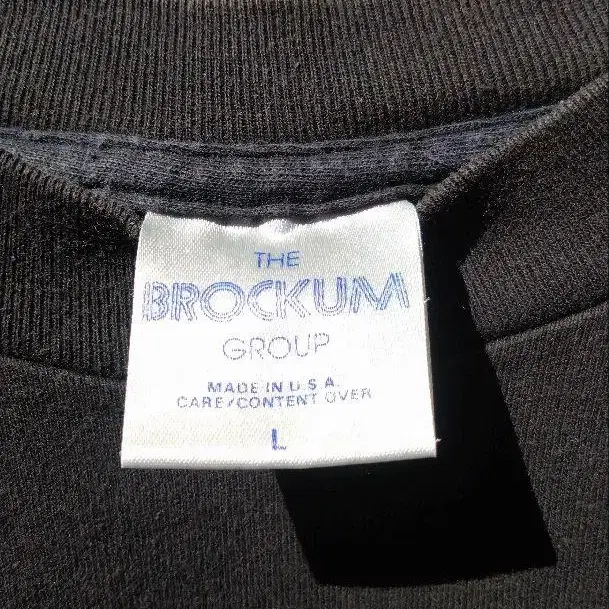 THE
BROCKUM
GROUP
MADE IN U.S.A.
CARE/CONTENT OVER
L